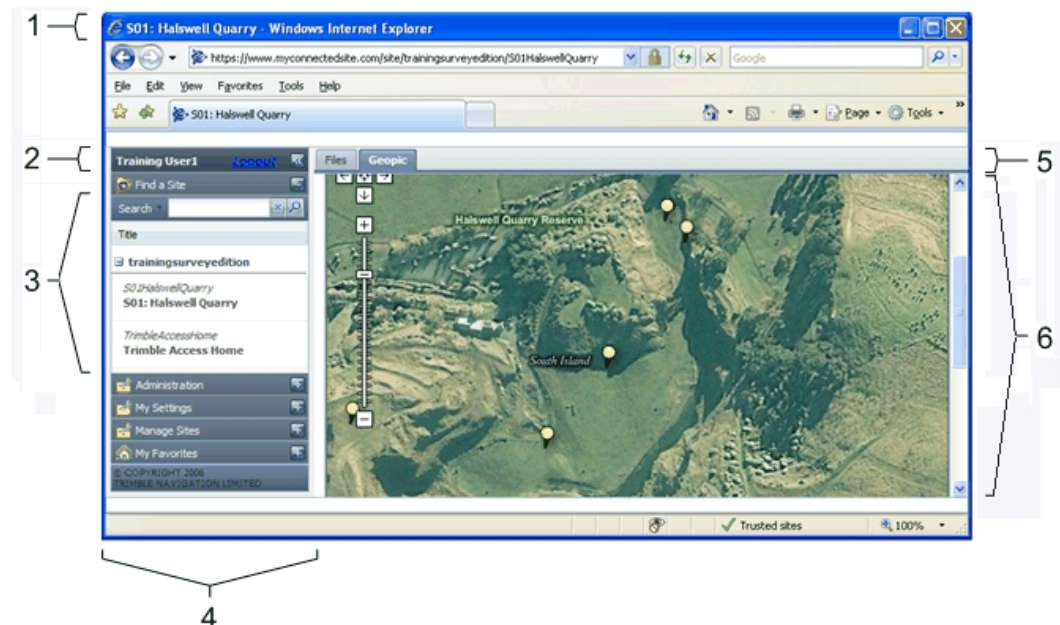 1
S01: Halswell Quarry - Windows Internet Explorer
https://www.myconnectedsite.com/site/trainingsurveyedition/S01HalswellQuarry
Google
File Edit View Favorites Tools Help
S01: Halswell Quarry
Page Tools
2
Training User1 Logout
Files Geopic
5
Find a Site
Search
Title
3
trainingsurveyedition
S01HalswellQuarry
S01: Halswell Quarry
TrimbleAccessHome
Trimble Access Home
Administration
My Settings
Manage Sites
My Favorites
© COPYRIGHT 2008
TRIMBLE NAVIGATION LIMITED
Halswell Quarry Reserve
South Island
6
Trusted sites
100%
4